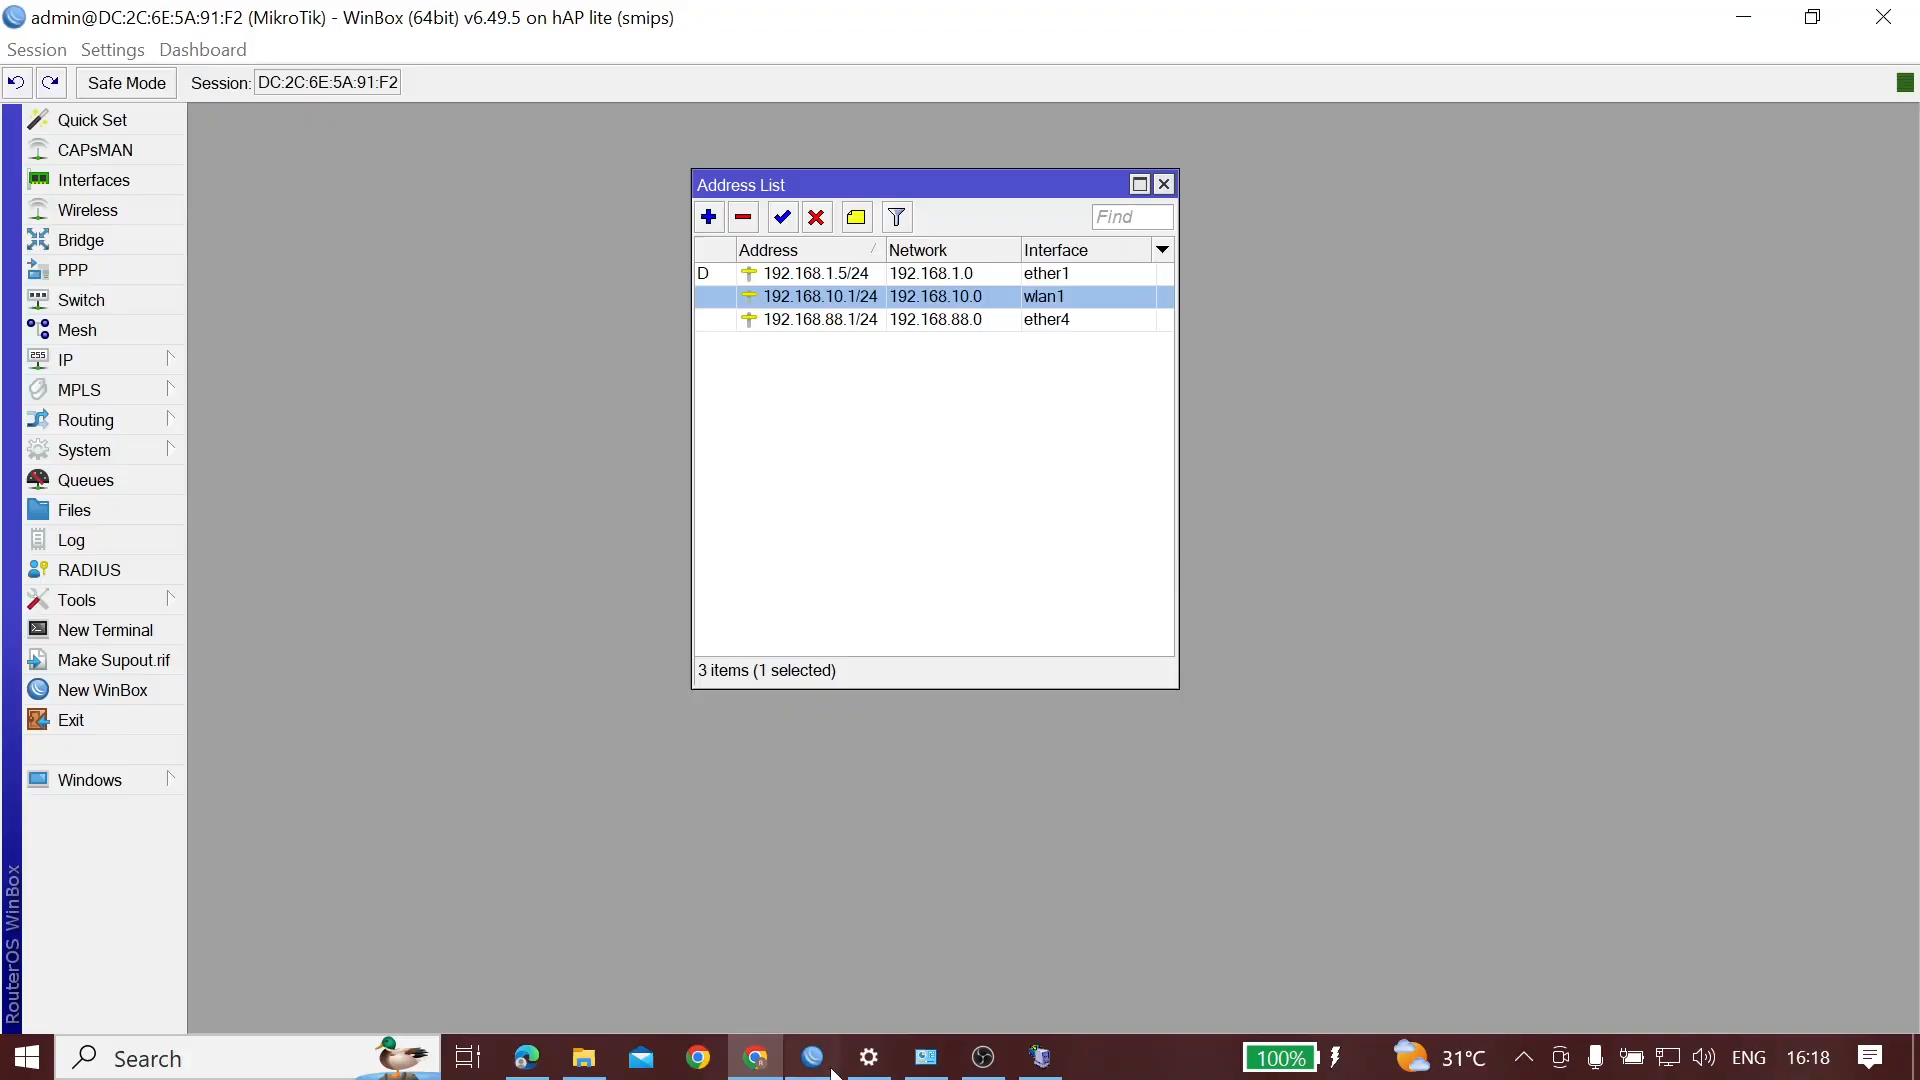 admin@DC:2C:6E:5A:91:F2 (MikroTik) - WinBox (64bit) v6.49.5 on hAP lite (smips)
Session Settings Dashboard
Safe Mode Session: DC:2C:6E:5A:91:F2
Quick Set
CAPsMAN
Interfaces
Wireless
Bridge
PPP
Switch
Mesh
255 IP
MPLS
Routing
System
Queues
Files
Log
RADIUS
Tools
New Terminal
Make Supout.rif
New WinBox
Exit
Windows
RouterOS WinBox
Address List
Find
Address Network Interface
D 192.168.1.5/24 192.168.1.0 ether1
192.168.10.1/24 192.168.10.0 wlan1
192.168.88.1/24 192.168.88.0 ether4
3 items (1 selected)
Search 100% 31°C ENG 16:18